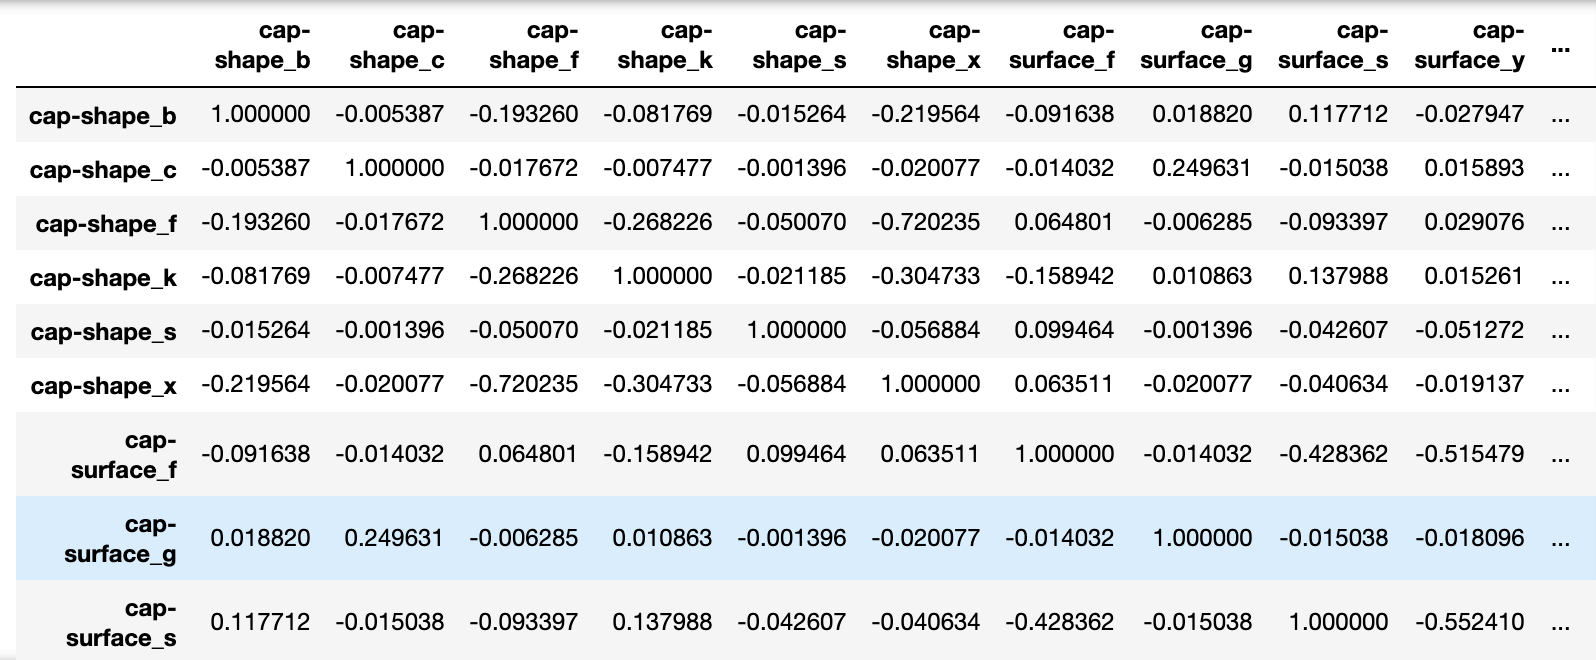 cap- cap- cap- cap- cap- cap- cap- cap- cap- cap- ...
shape_b shape_c shape_f shape_k shape_s shape_x surface_f surface_g surface_s surface_y
cap-shape_b 1.000000 -0.005387 -0.193260 -0.081769 -0.015264 -0.219564 -0.091638 0.018820 0.117712 -0.027947 ...
cap-shape_c -0.005387 1.000000 -0.017672 -0.007477 -0.001396 -0.020077 -0.014032 0.249631 -0.015038 0.015893 ...
cap-shape_f -0.193260 -0.017672 1.000000 -0.268226 -0.050070 -0.720235 0.064801 -0.006285 -0.093397 0.029076 ...
cap-shape_k -0.081769 -0.007477 -0.268226 1.000000 -0.021185 -0.304733 -0.158942 0.010863 0.137988 0.015261 ...
cap-shape_s -0.015264 -0.001396 -0.050070 -0.021185 1.000000 -0.056884 0.099464 -0.001396 -0.042607 -0.051272 ...
cap-shape_x -0.219564 -0.020077 -0.720235 -0.304733 -0.056884 1.000000 0.063511 -0.020077 -0.040634 -0.019137 ...
cap-
surface_f -0.091638 -0.014032 0.064801 -0.158942 0.099464 0.063511 1.000000 -0.014032 -0.428362 -0.515479 ...
cap-
surface_g 0.018820 0.249631 -0.006285 0.010863 -0.001396 -0.020077 -0.014032 1.000000 -0.015038 -0.018096 ...
cap-
surface_s 0.117712 -0.015038 -0.093397 0.137988 -0.042607 -0.040634 -0.428362 -0.015038 1.000000 -0.552410 ...